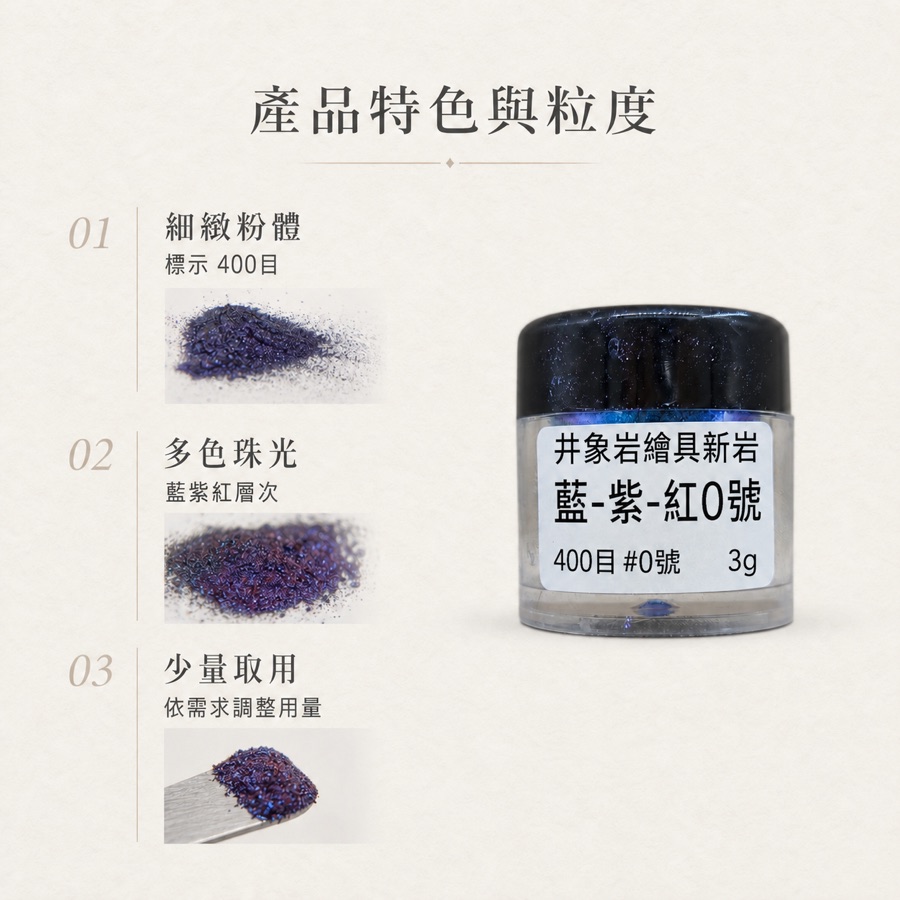 產品特色與粒度
01
細緻粉體
標示 400目
02
多色珠光
藍紫紅層次
03
少量取用
依需求調整用量
井象岩繪具新岩
藍-紫-紅0號
400目 #0號 3g